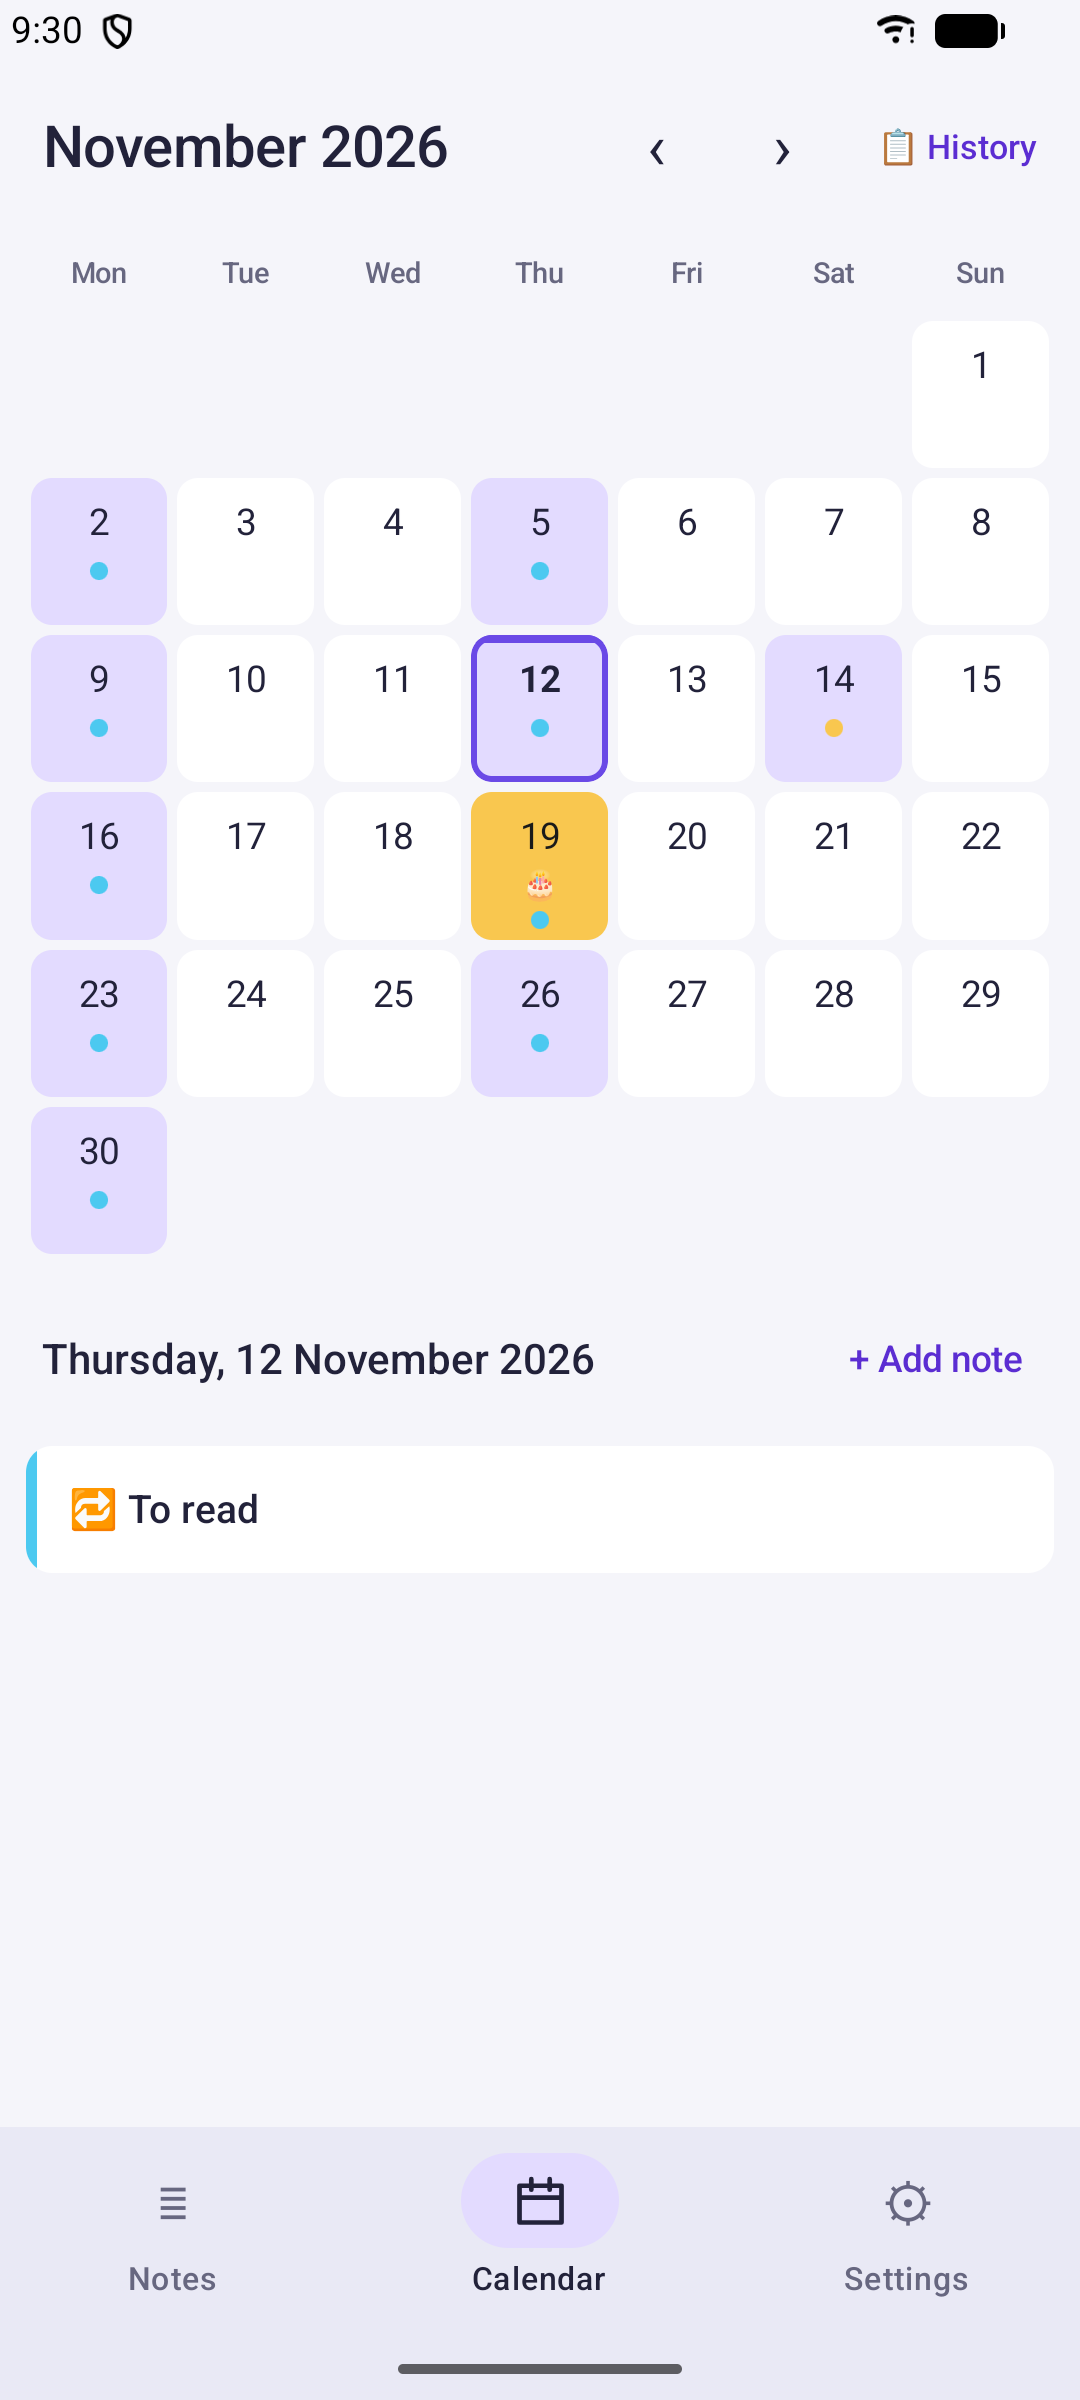 9:30
November 2026
‹ › 📋 History
Mon Tue Wed Thu Fri Sat Sun
1
2 3 4 5 6 7 8
9 10 11 12 13 14 15
16 17 18 19 20 21 22
23 24 25 26 27 28 29
30
Thursday, 12 November 2026
+ Add note
🔁 To read
Notes Calendar Settings